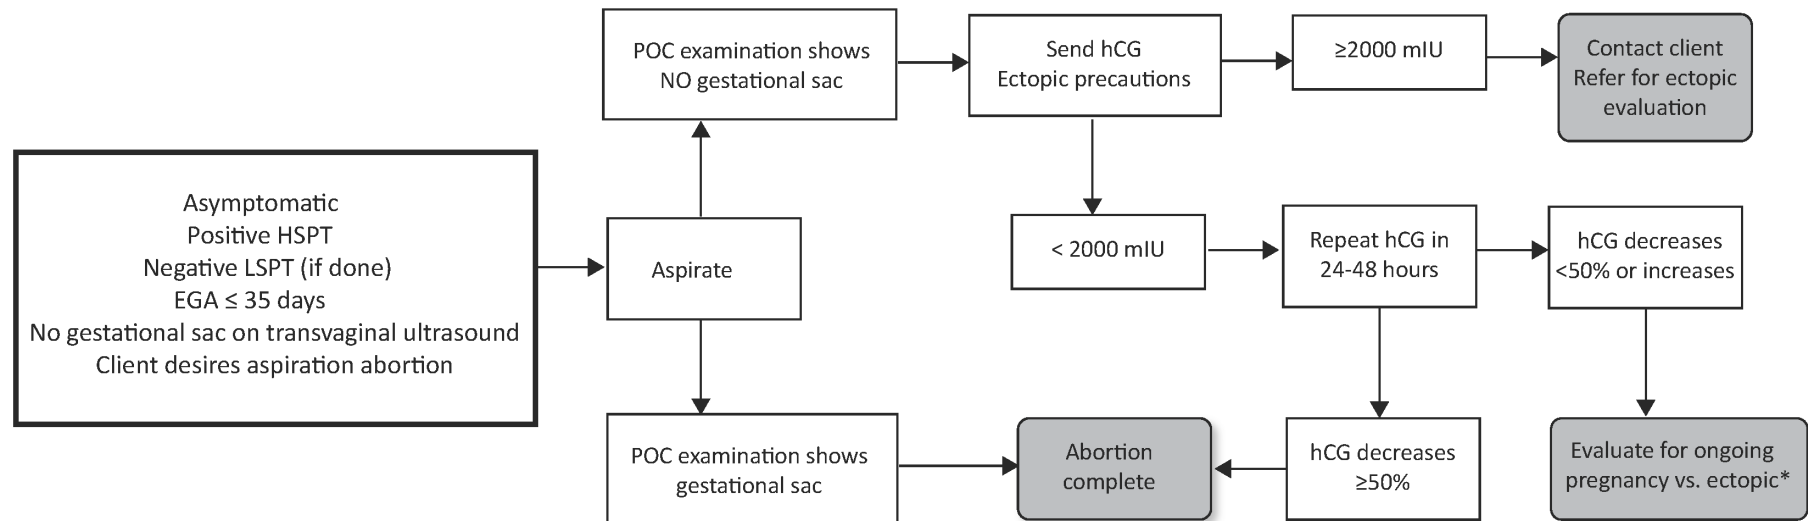 POC examination shows
NO gestational sac
Send hCG
Ectopic precautions
≥2000 mIU
Contact client
Refer for ectopic
evaluation
Asymptomatic
Positive HSPT
Negative LSPT (if done)
EGA ≤ 35 days
No gestational sac on transvaginal ultrasound
Client desires aspiration abortion
Aspirate
< 2000 mIU
Repeat hCG in
24-48 hours
hCG decreases
<50% or increases
POC examination shows
gestational sac
Abortion
complete
hCG decreases
≥50%
Evaluate for ongoing
pregnancy vs. ectopic*